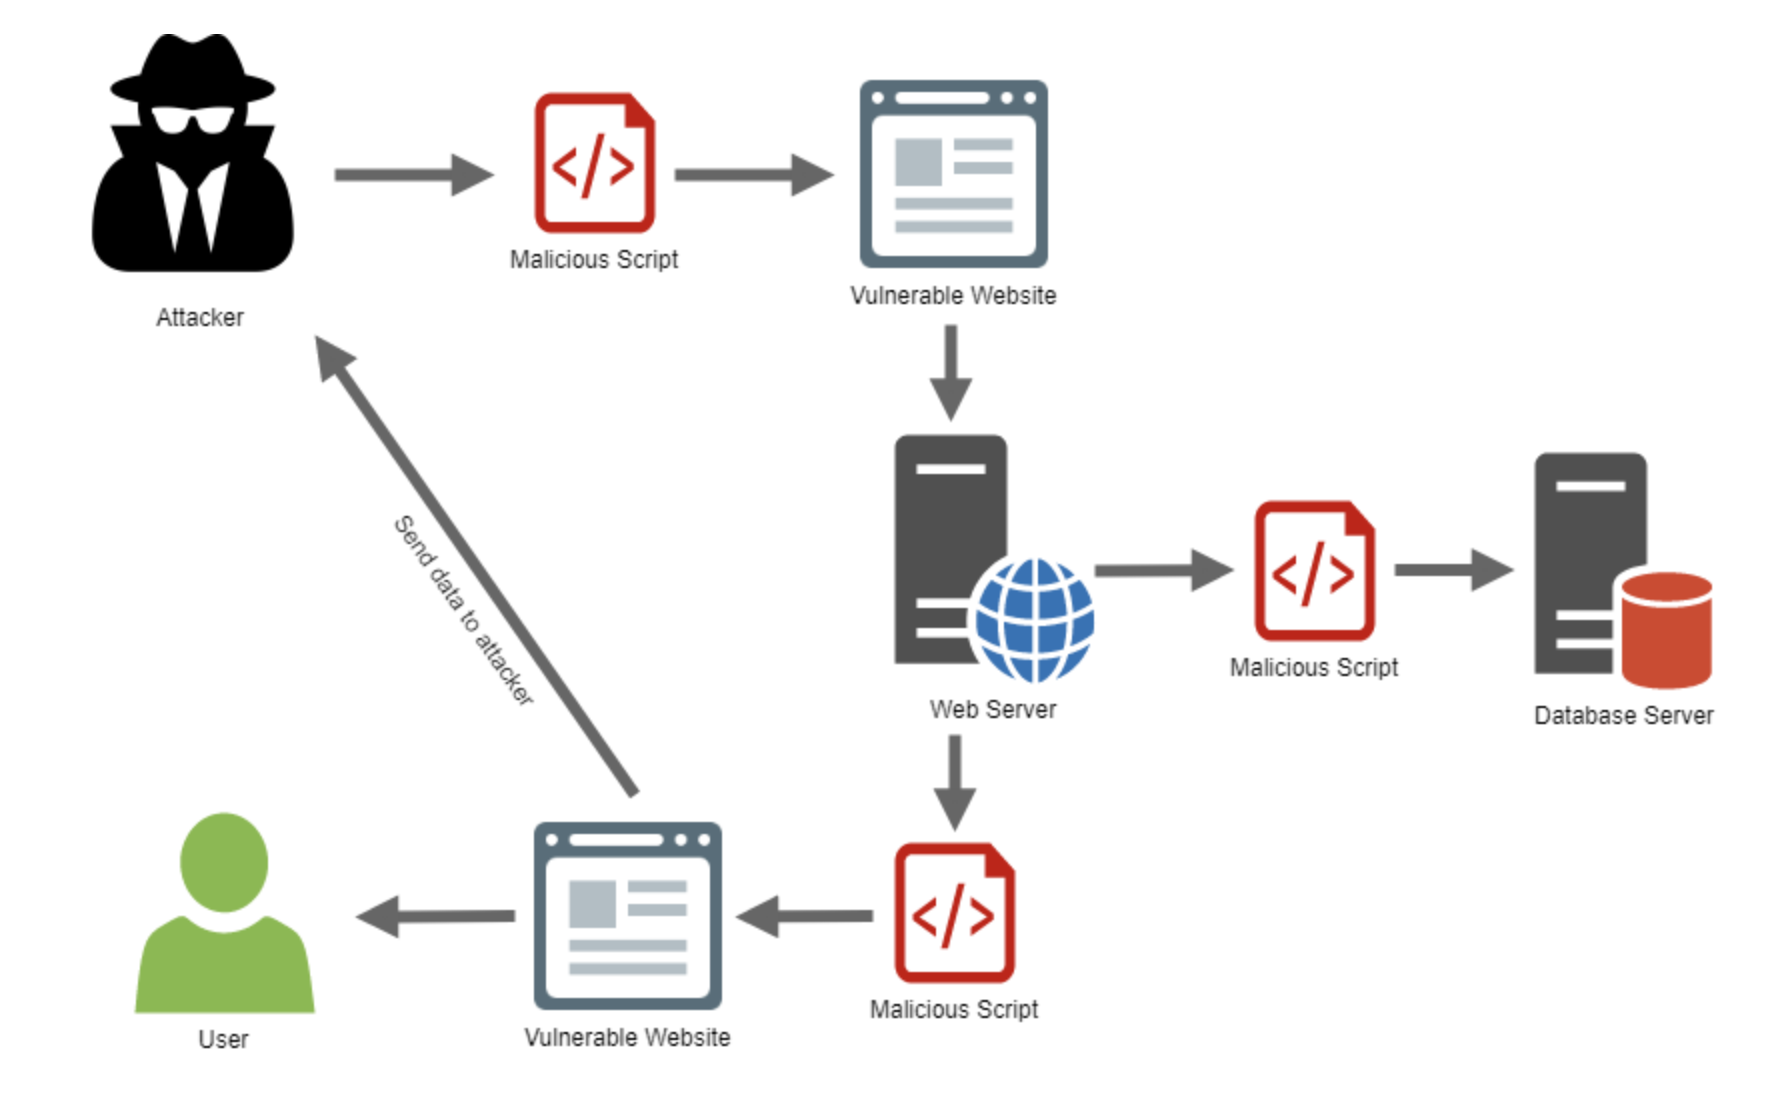 Malicious Script
Vulnerable Website
Attacker
Send data to attacker
Malicious Script
Web Server
Database Server
Malicious Script
User
Vulnerable Website